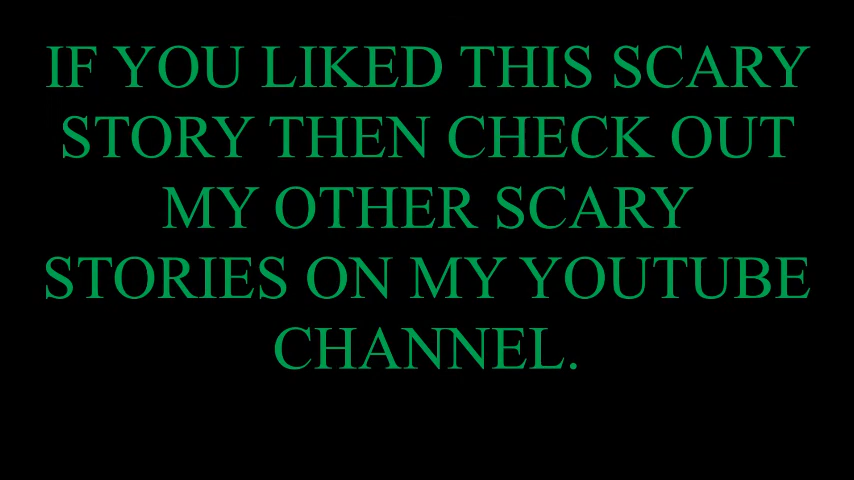 IF YOU LIKED THIS SCARY
STORY THEN CHECK OUT
MY OTHER SCARY
STORIES ON MY YOUTUBE
CHANNEL.